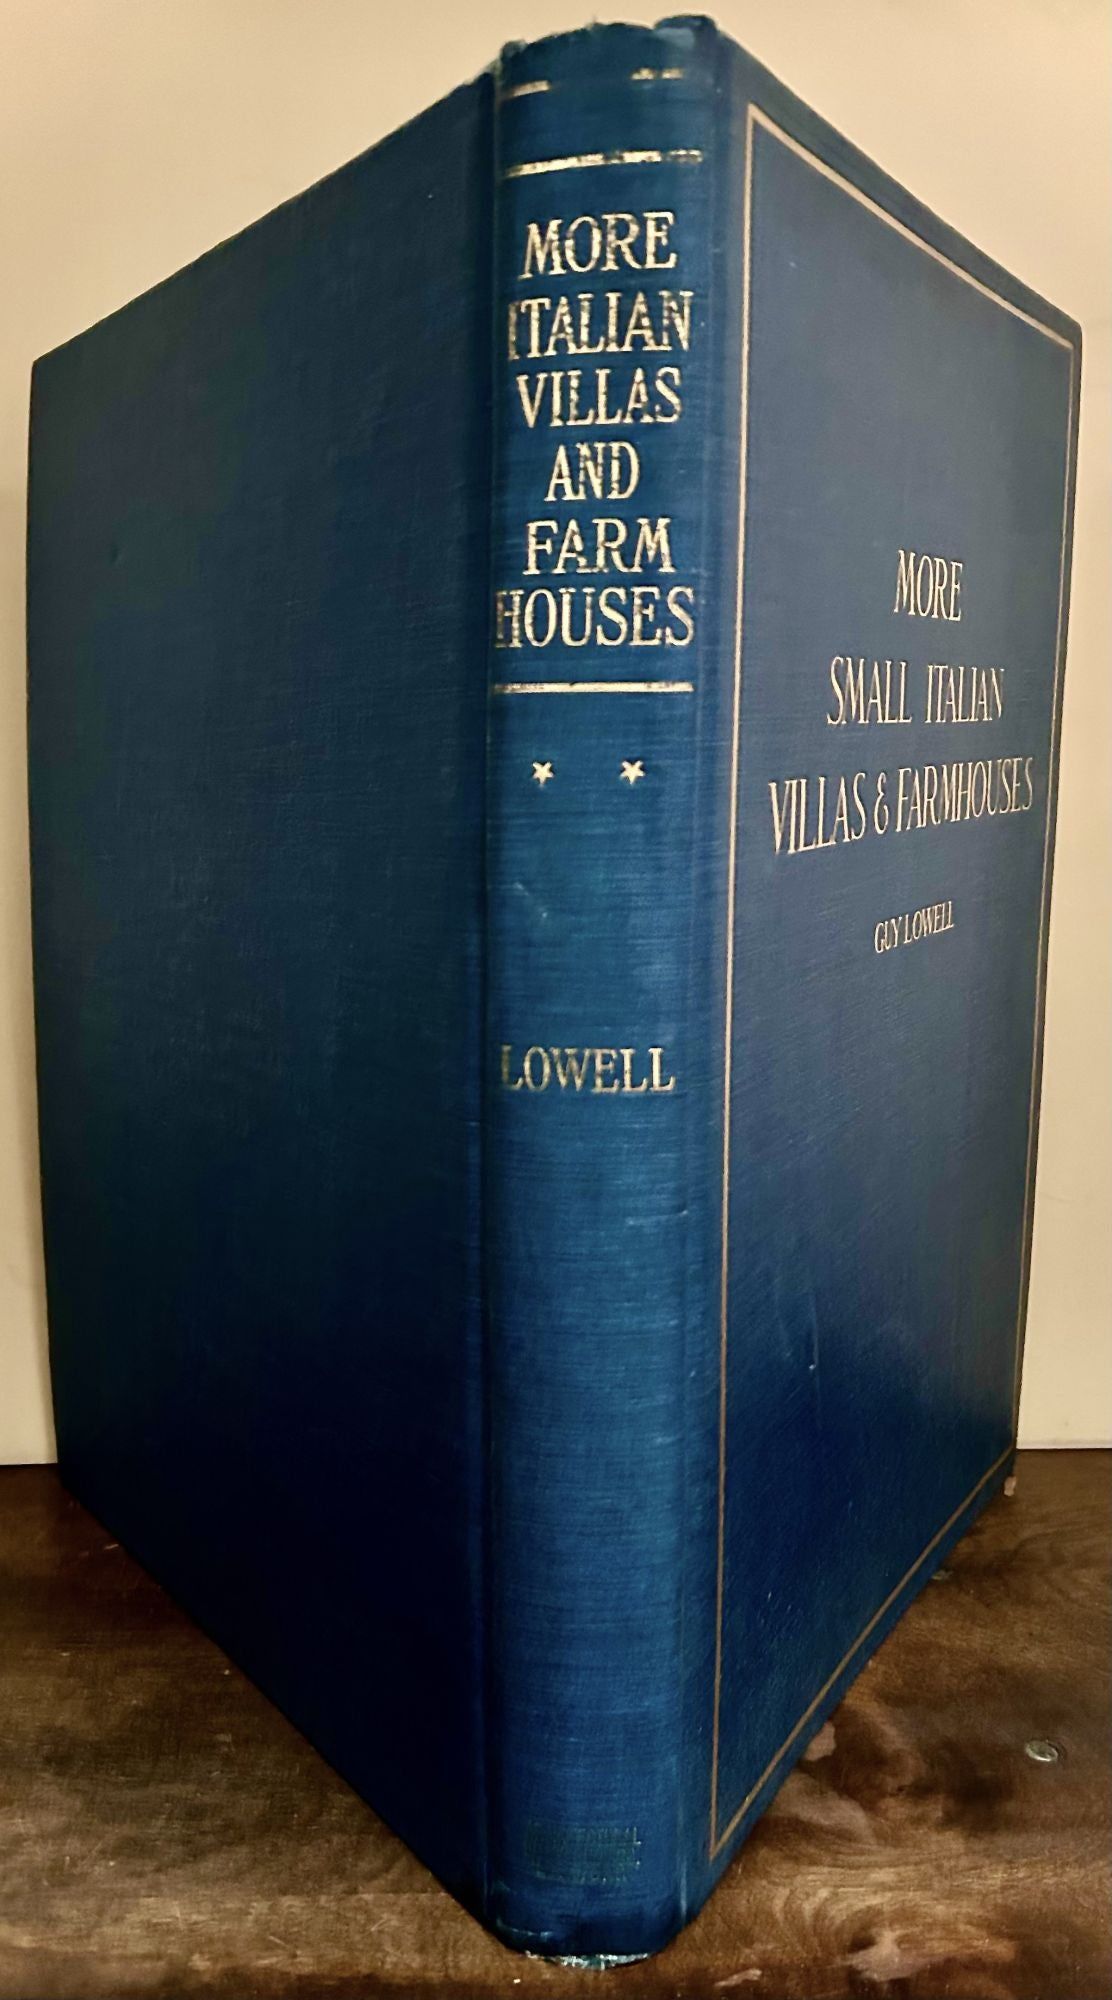 MORE
ITALIAN
VILLAS
AND
FARM
HOUSES
LOWELL
MORE
SMALL ITALIAN
VILLAS & FARMHOUSES
GUY LOWELL